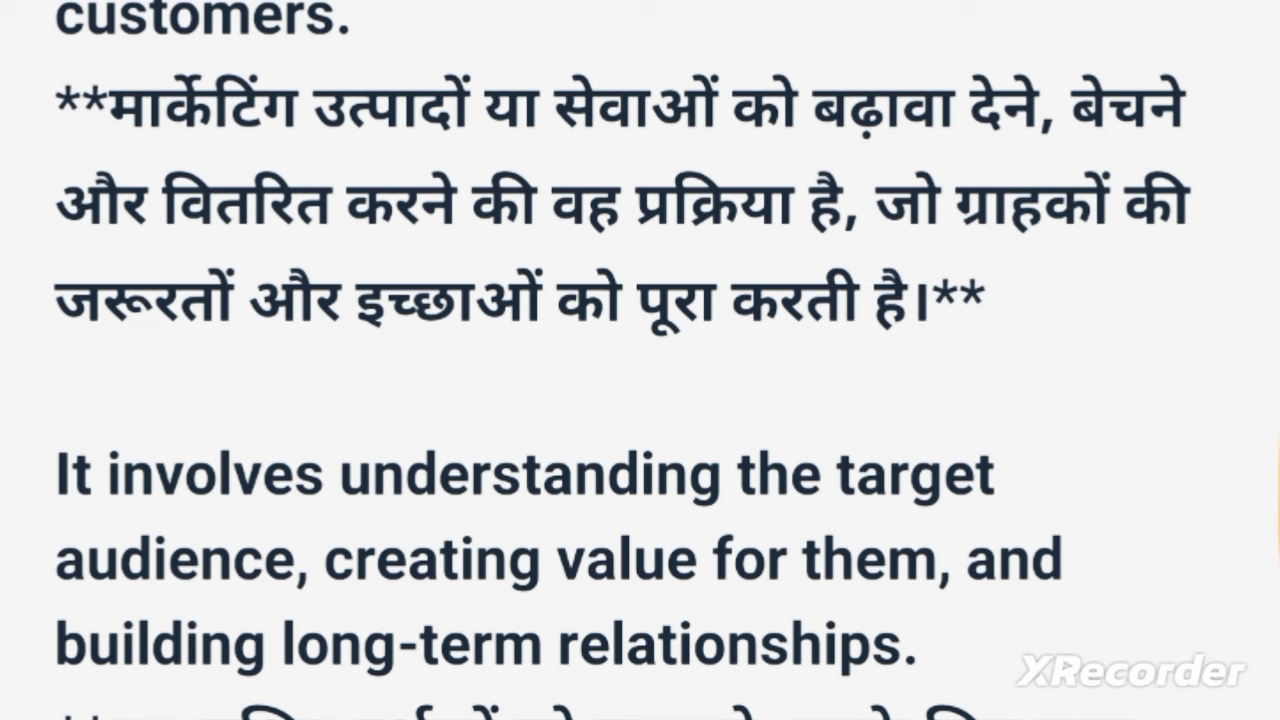 customers.
**मार्केटिंग उत्पादों या सेवाओं को बढ़ावा देने, बेचने
और वितरित करने की वह प्रक्रिया है, जो ग्राहकों की
जरूरतों और इच्छाओं को पूरा करती है।**
It involves understanding the target
audience, creating value for them, and
building long-term relationships.
XRecorder